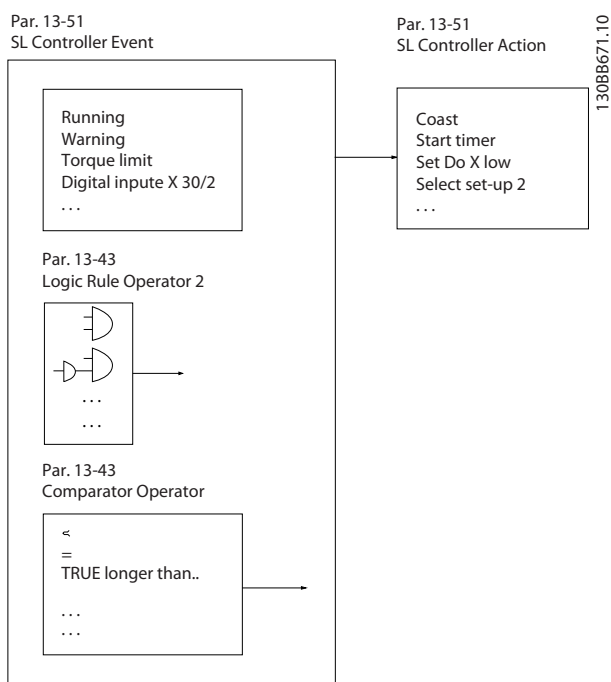 Par. 13-51
SL Controller Event
Par. 13-51
SL Controller Action
130BB671.10
Running
Warning
Torque limit
Digital inpute X 30/2
. . .
Coast
Start timer
Set Do X low
Select set-up 2
. . .
Par. 13-43
Logic Rule Operator 2
. . .
. . .
Par. 13-43
Comparator Operator
=
TRUE longer than..
. . .
. . .